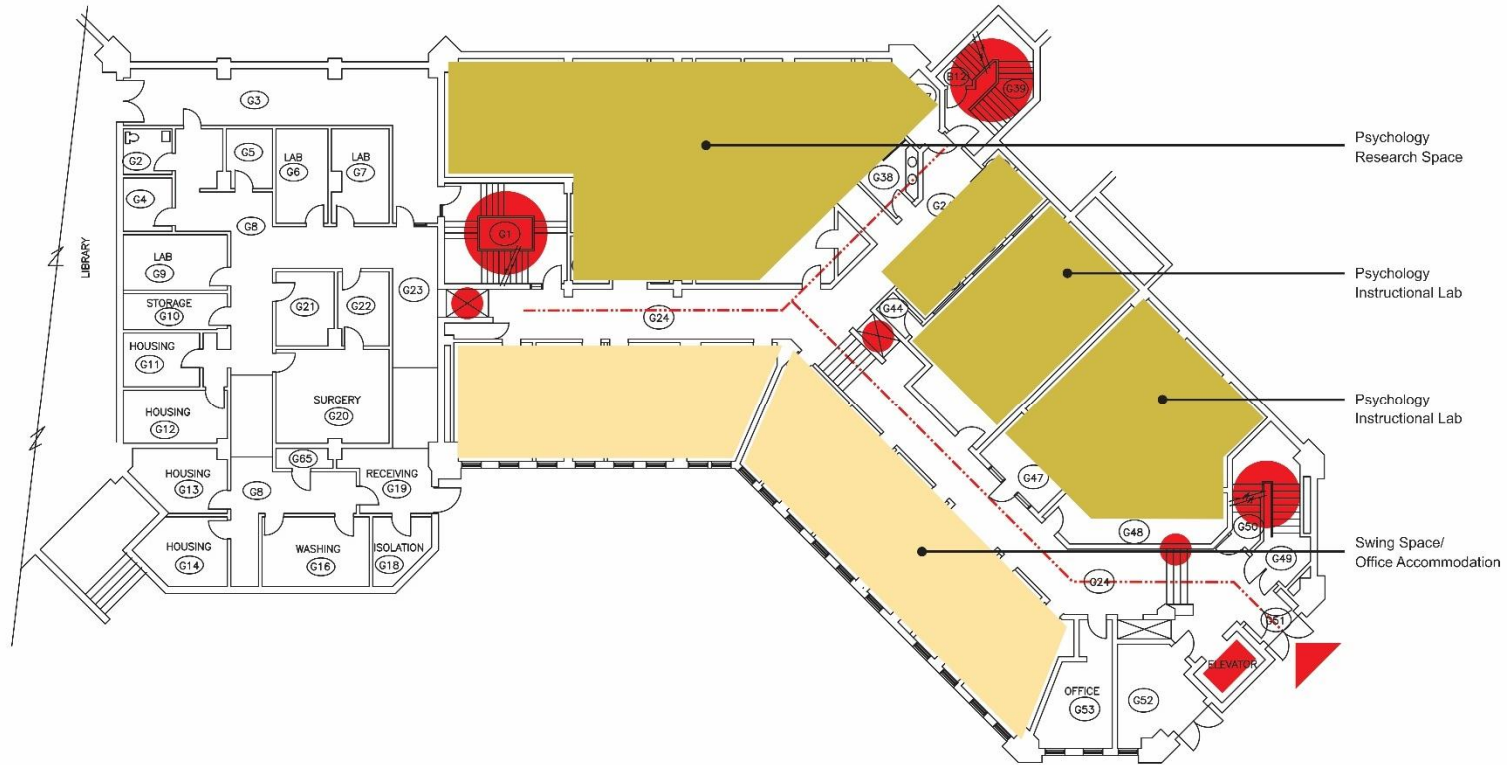 G3
G2
G5
LAB
G6
LAB
G7
G4
G8
LIBRARY
LAB
G9
STORAGE
G10
HOUSING
G11
HOUSING
G12
G21
G22
G23
SURGERY
G20
G65
RECEIVING
G19
HOUSING
G13
G8
HOUSING
G14
WASHING
G16
ISOLATION
G18
G1
G24
G38
G39
G44
G47
G48
G50
G49
G24
G51
ELEVATOR
OFFICE
G53
G52
Psychology
Research Space
Psychology
Instructional Lab
Psychology
Instructional Lab
Swing Space/
Office Accommodation